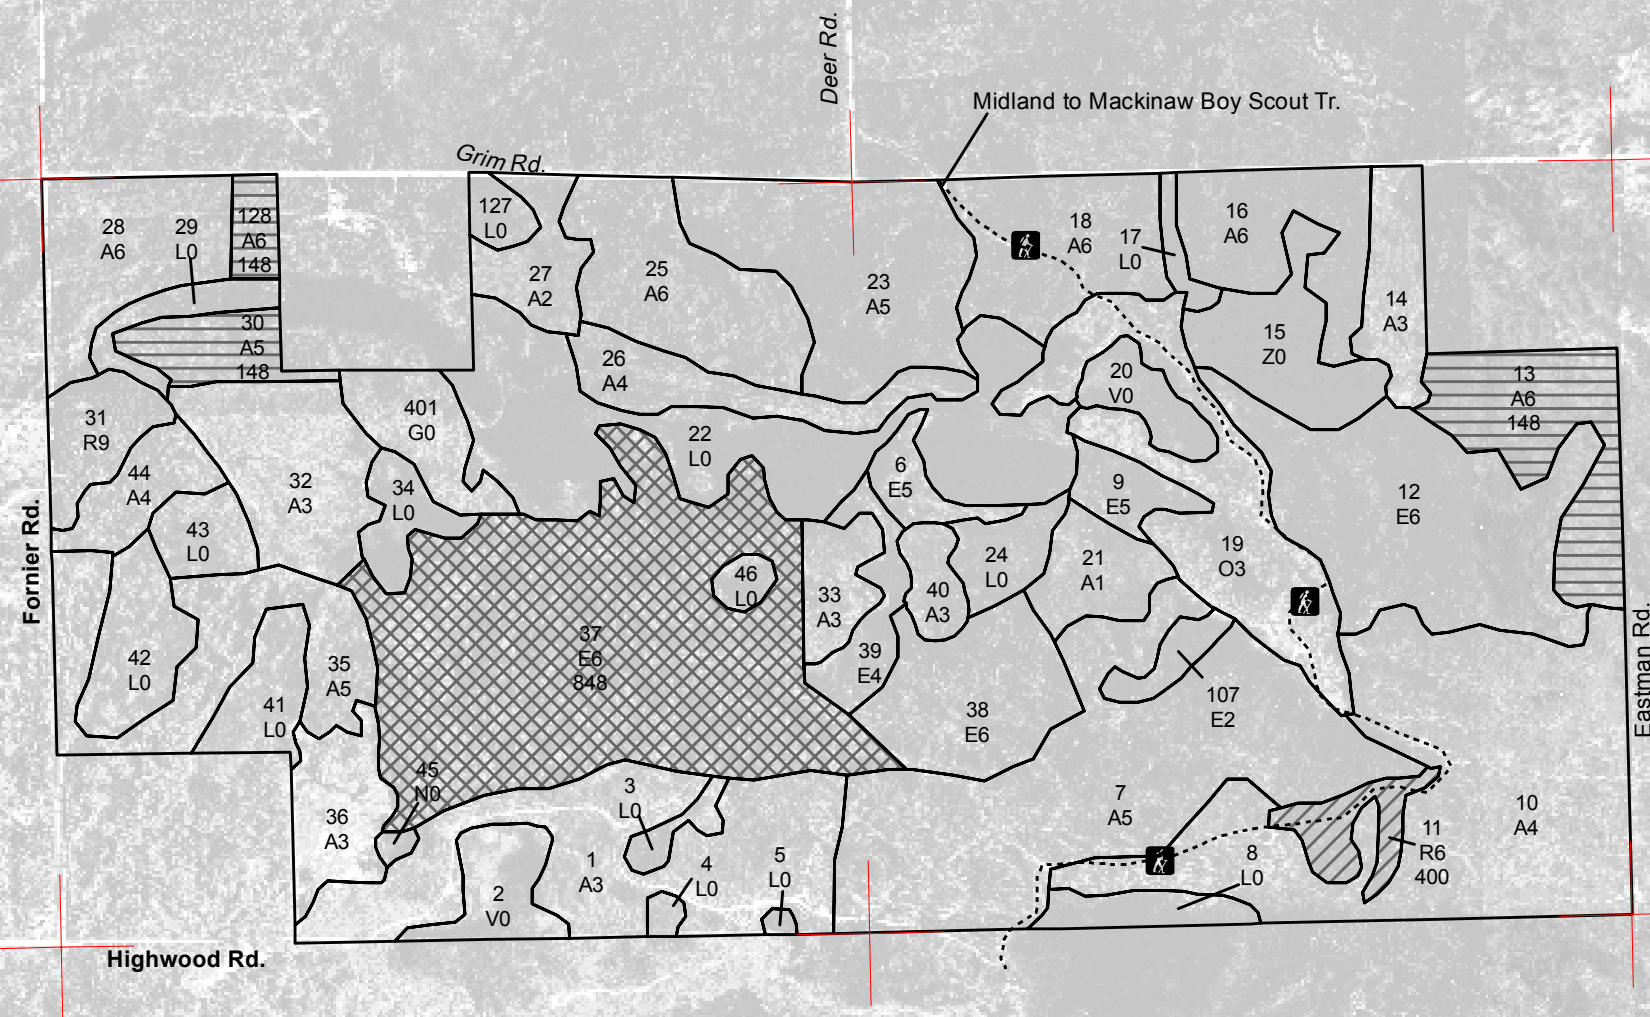 Deer Rd.
Midland to Mackinaw Boy Scout Tr.
Grim Rd.
28
A6
29
L0
128
A6
148
127
L0
27
A2
25
A6
23
A5
18
A6
17
L0
16
A6
14
A3
15
Z0
30
A5
148
26
A4
20
V0
13
A6
148
31
R9
401
G0
22
L0
44
A4
32
A3
34
L0
6
E5
9
E5
12
E6
43
L0
19
O3
Fornier Rd.
46
L0
33
A3
40
A3
24
L0
21
A1
37
E6
848
42
L0
35
A5
39
E4
41
L0
38
E6
107
E2
Eastman Rd.
45
N0
3
L0
7
A5
10
A4
36
A3
1
A3
2
V0
4
L0
5
L0
8
L0
11
R6
400
Highwood Rd.